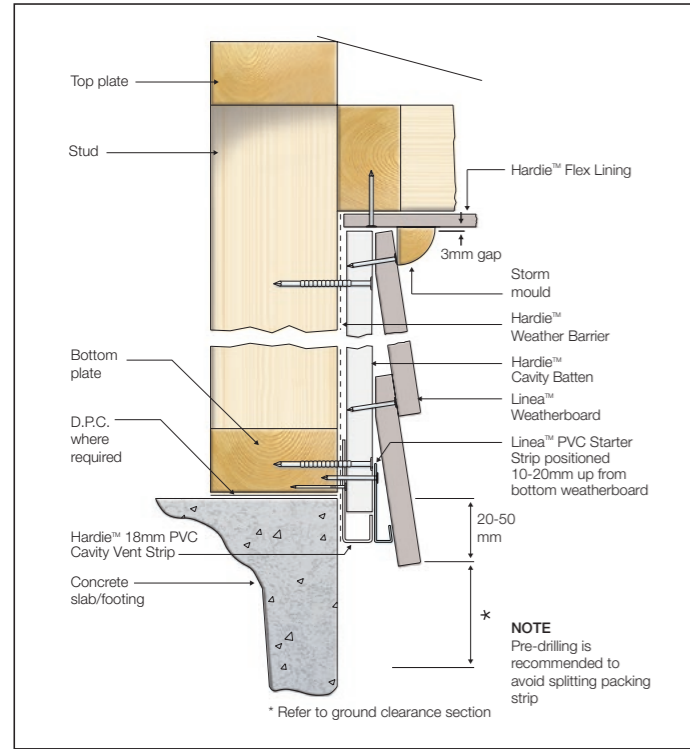 Top plate
Stud
Bottom
plate
D.P.C.
where
required
Hardie™ 18mm PVC
Cavity Vent Strip
Concrete
slab/footing
Hardie™ Flex Lining
3mm gap
Storm
mould
Hardie™
Weather Barrier
Hardie™
Cavity Batten
Linea™
Weatherboard
Linea™ PVC Starter
Strip positioned
10-20mm up from
bottom weatherboard
20-50
mm
*
NOTE
Pre-drilling is
recommended to
avoid splitting packing
strip
* Refer to ground clearance section